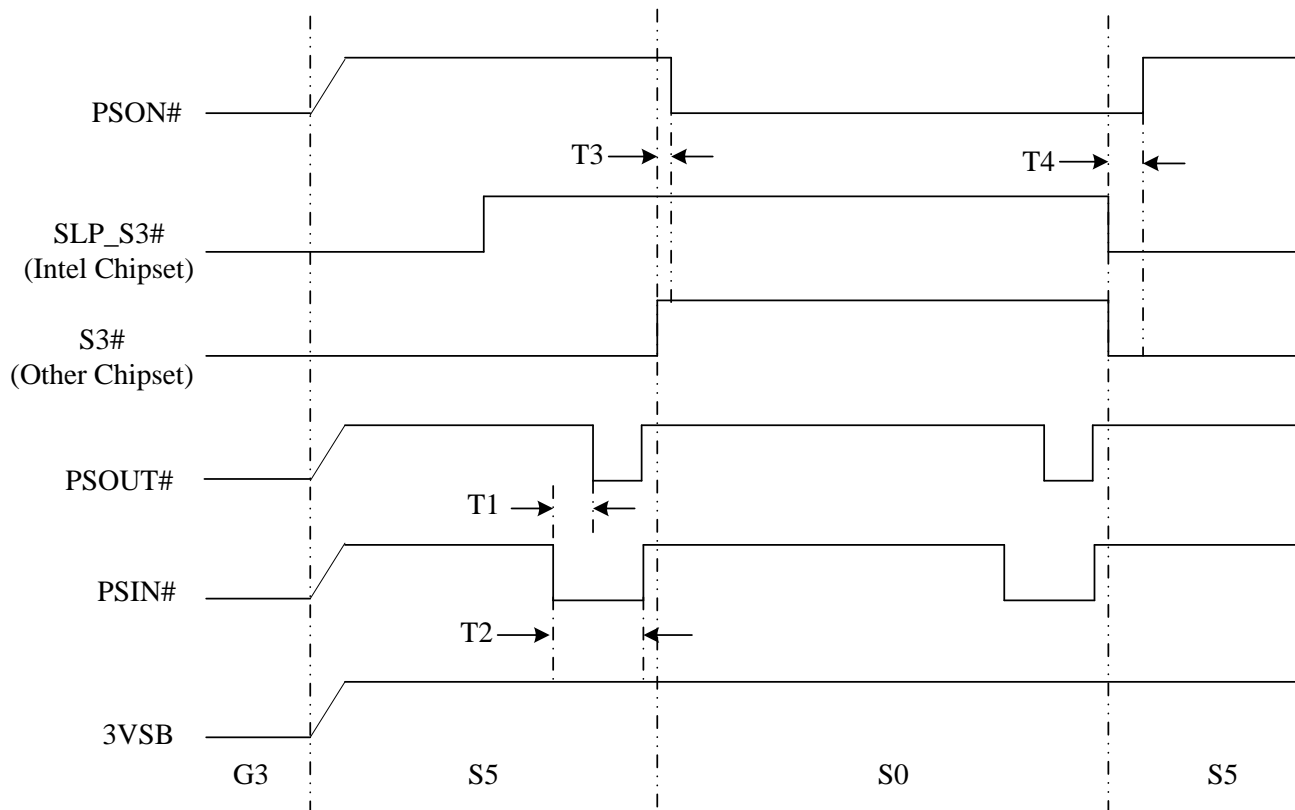 PSON#
T3
T4
SLP_S3#
(Intel Chipset)
S3#
(Other Chipset)
PSOUT#
T1
PSIN#
T2
3VSB
G3
S5
S0
S5